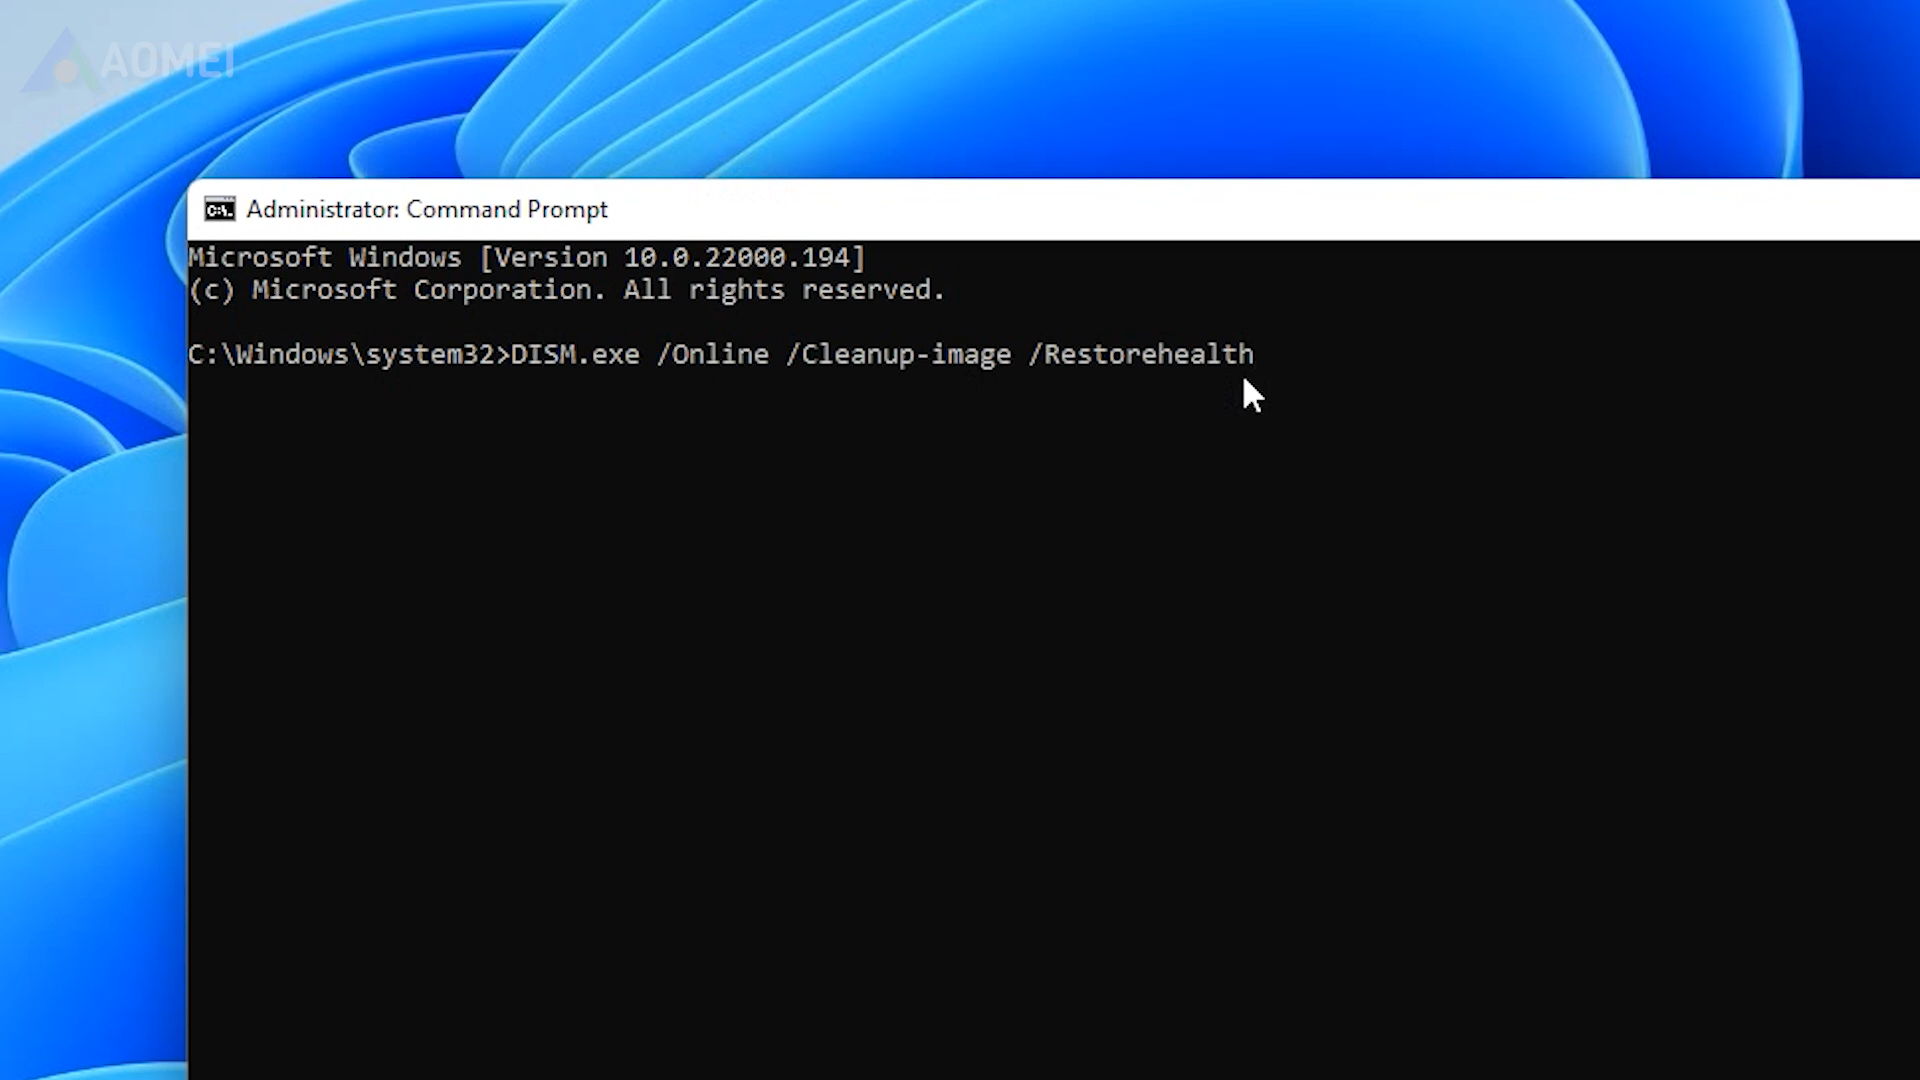 AOMEI
Administrator: Command Prompt
Microsoft Windows [Version 10.0.22000.194]
(c) Microsoft Corporation. All rights reserved.
C:\Windows\system32>DISM.exe /Online /Cleanup-image /Restorehealth